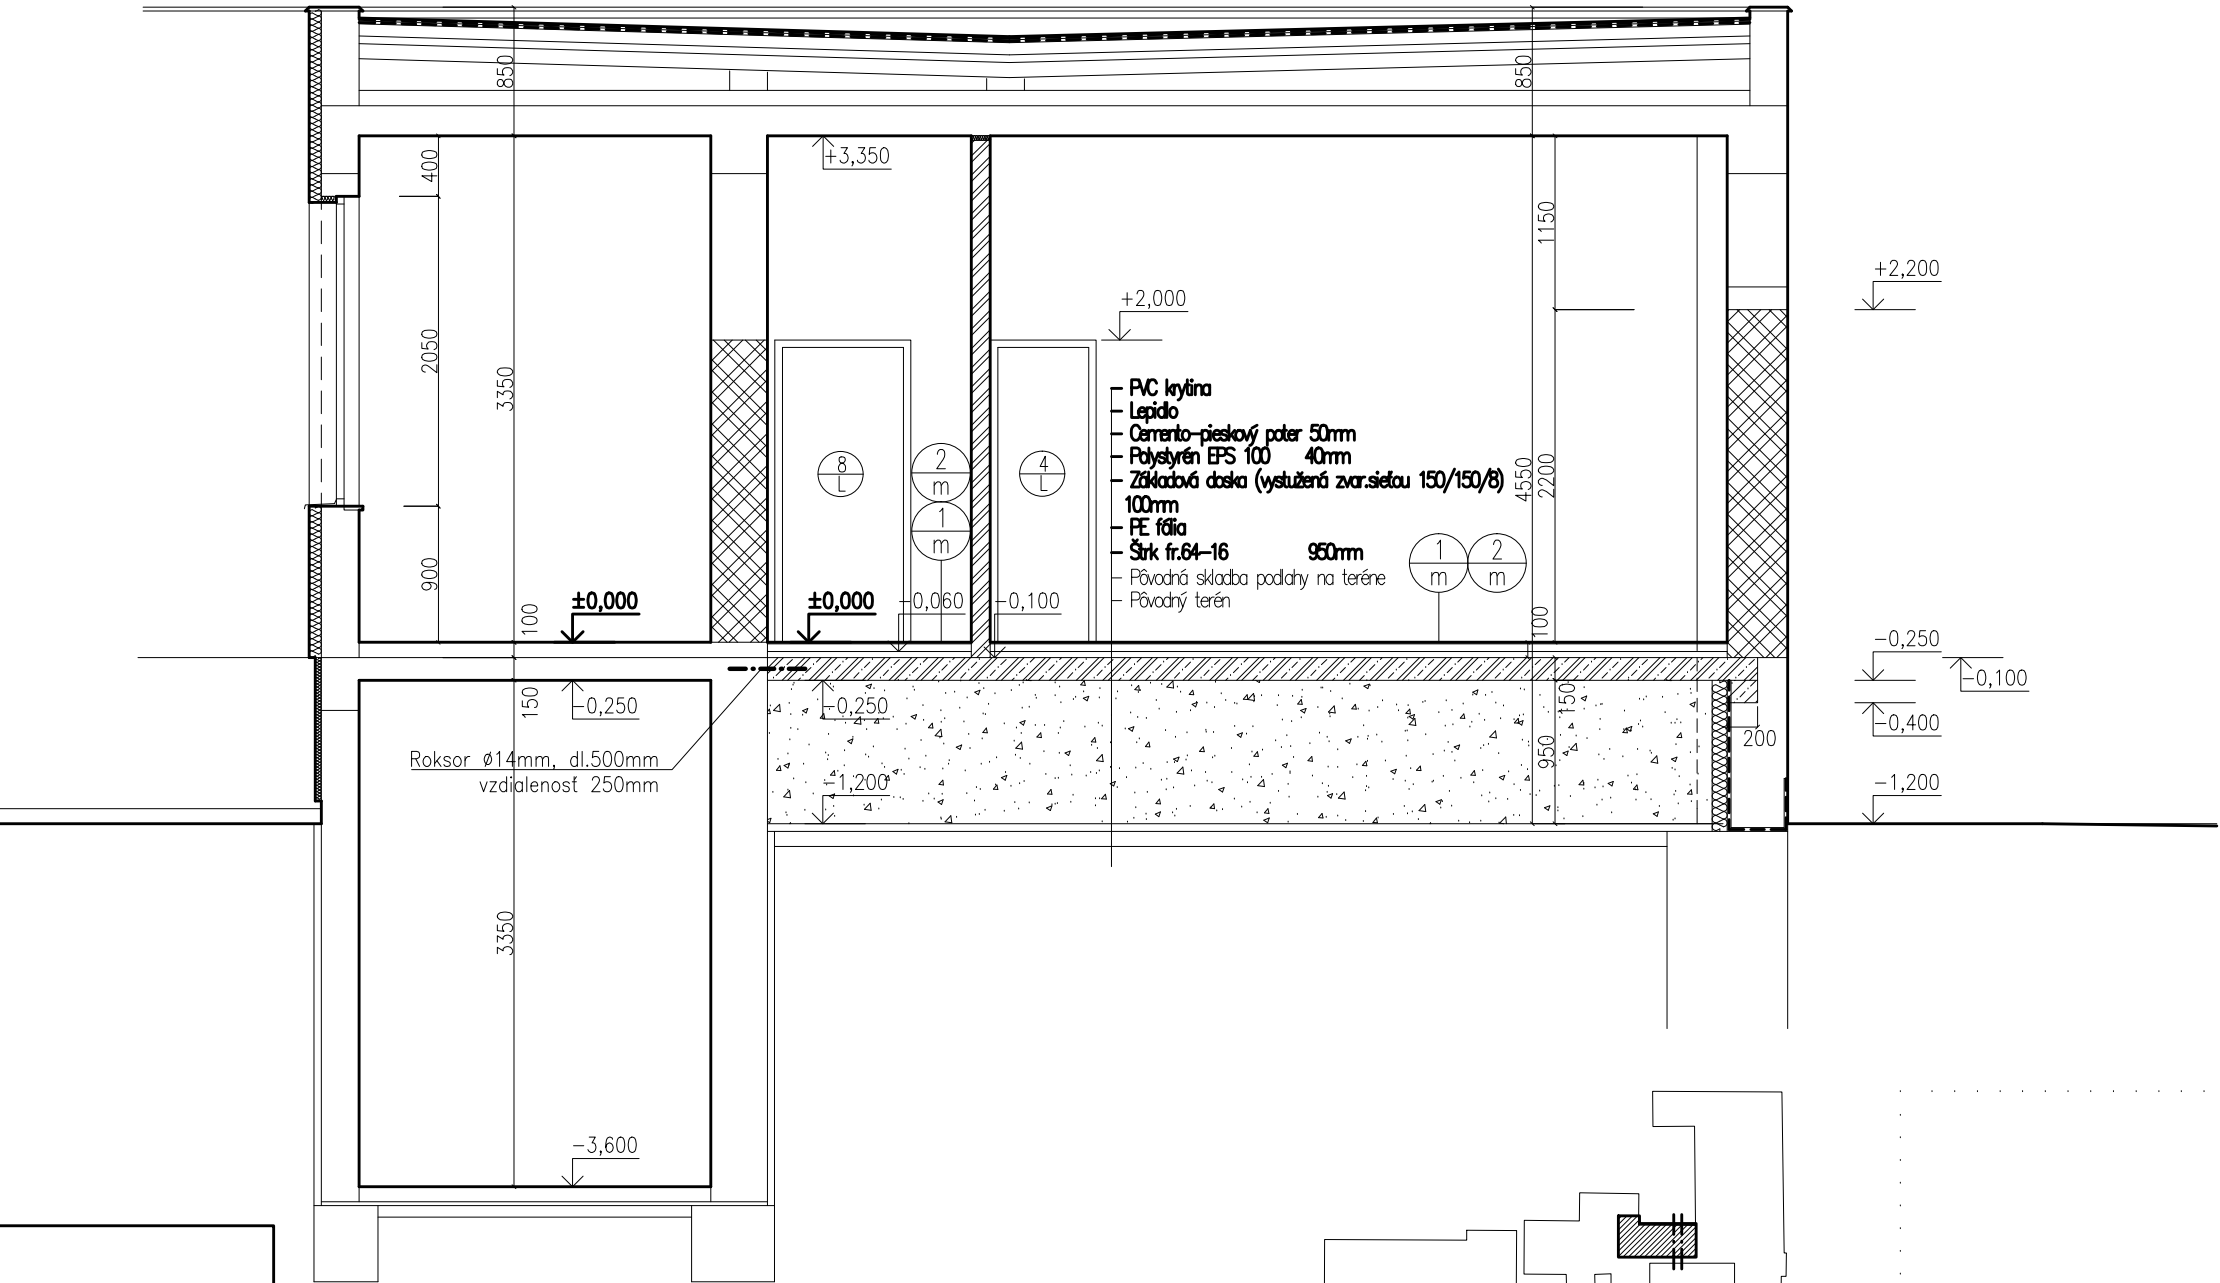 850
850
400
+3,350
1150
+2,200
+2,000
2050
3350
PVC krytina
Lepidlo
Cemento-pieskový poter 50mm
Polystyrén EPS 100 40mm
Základová doska (vystužená zvar.sieťou 150/150/8)
100mm
PE fólia
Štrk fr.64-16 950mm
Pôvodná skladba podlahy na teréne
Pôvodný terén
8
L
2
m
1
m
4
L
1
m
2
m
4550
2200
900
100
±0,000
±0,000
-0,060
-0,100
100
-0,250
-0,100
150
-0,250
-0,250
150
-0,400
200
950
Roksor Ø14mm, dl.500mm
vzdialenosť 250mm
-1,200
-1,200
3350
-3,600